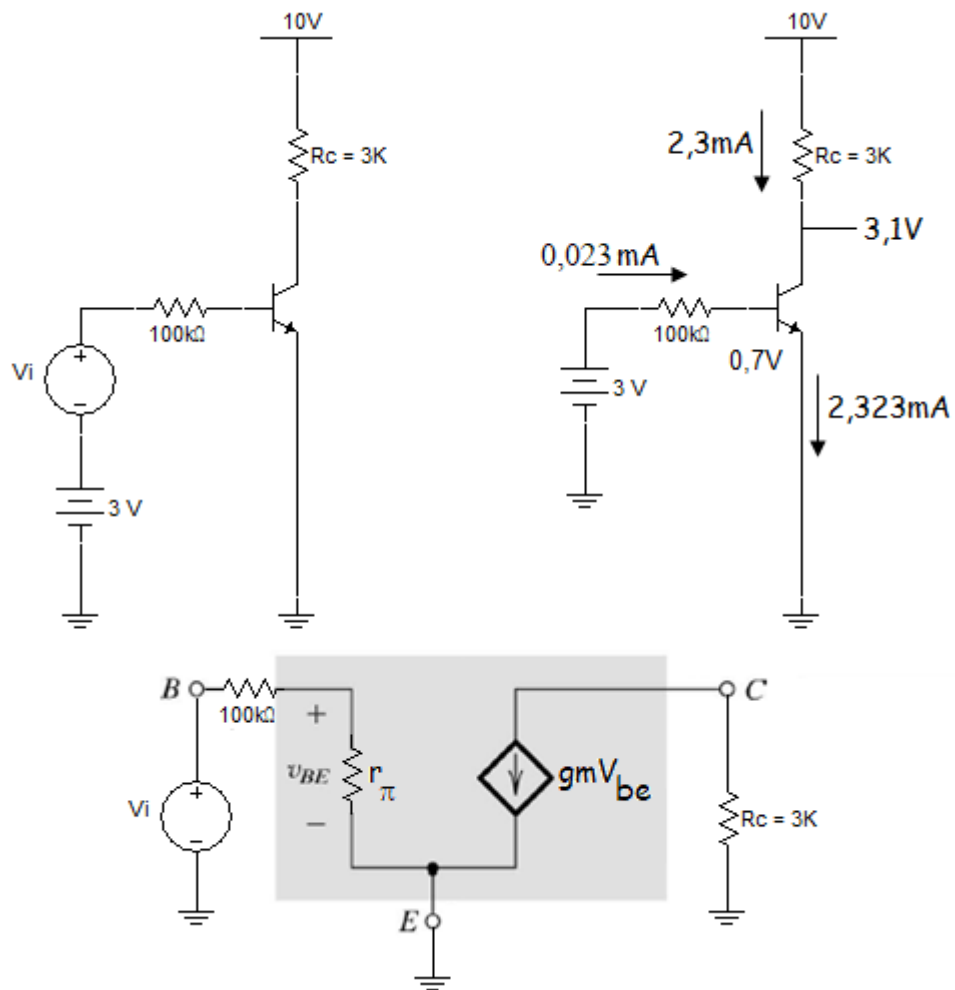 10V
Rc = 3K
100kΩ
+
Vi
−
3 V
10V
2,3mA
Rc = 3K
3,1V
0,023 mA
100kΩ
0,7V
3 V
2,323mA
B
100kΩ
+
vBE
rπ
−
gmVbe
C
+
Vi
−
Rc = 3K
E